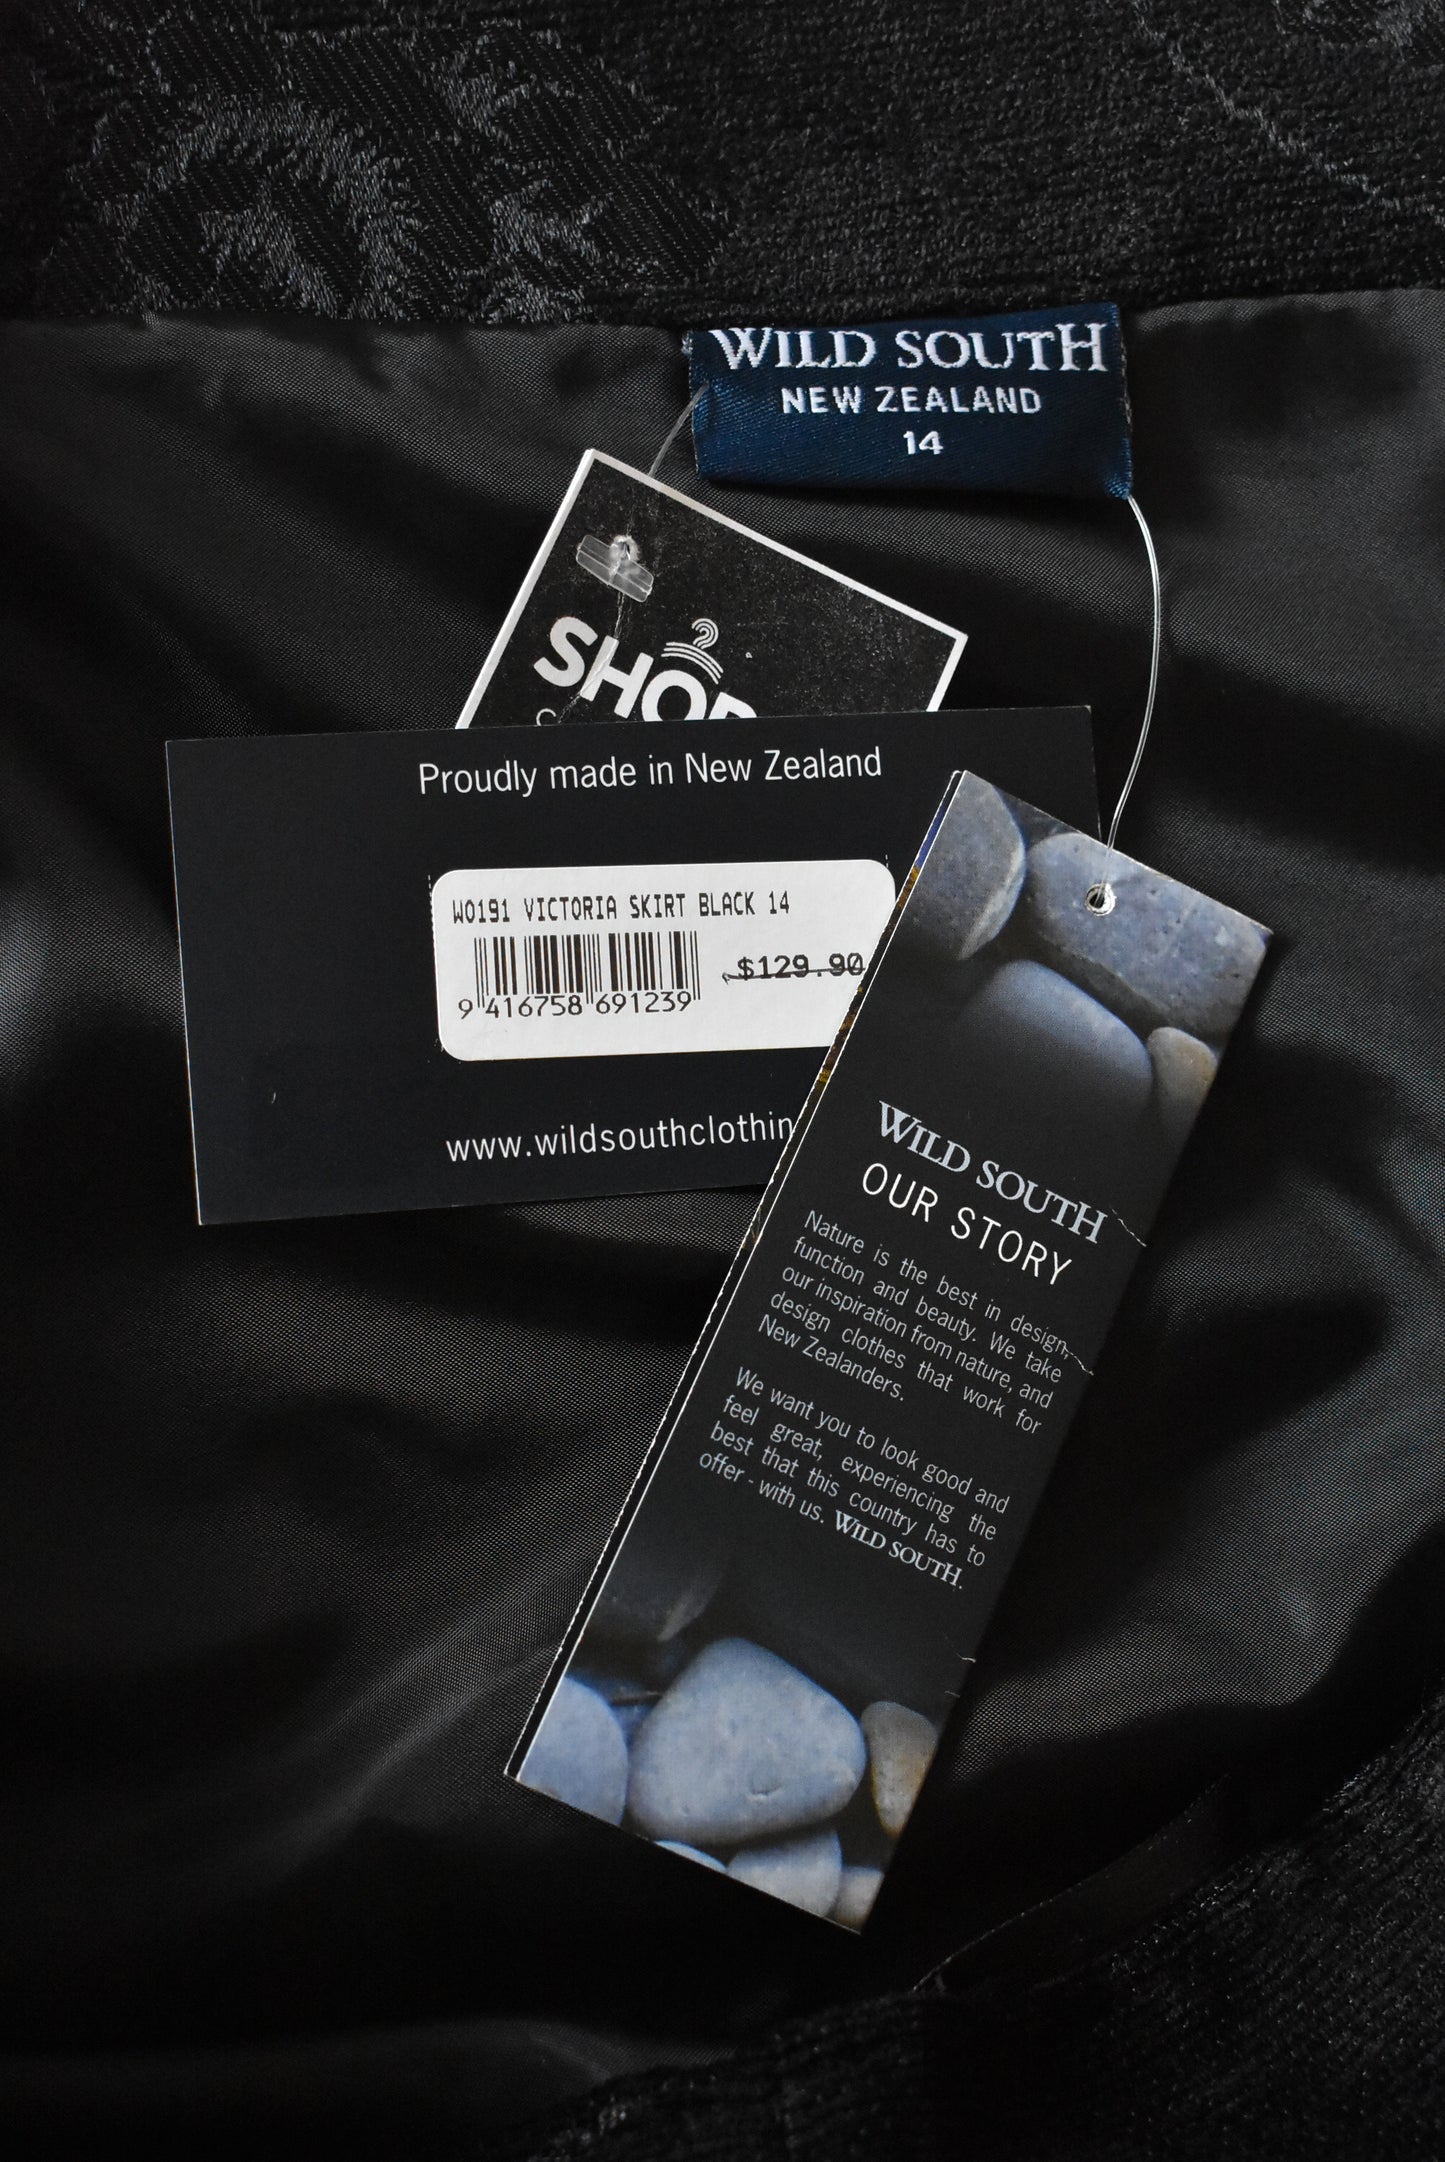 WILD SOUTH
NEW ZEALAND
14
Proudly made in New Zealand
W0191 VICTORIA SKIRT BLACK 14
$129.90
9 416758 691239
www.wildsouthclothin
WILD SOUTH
OUR STORY
Nature is the best in design,
function and beauty. We take
our inspiration from nature, and
design clothes that work for
New Zealanders.
We want you to look good and
feel great, experiencing the
best that this country has to
offer - with us. WILD SOUTH.